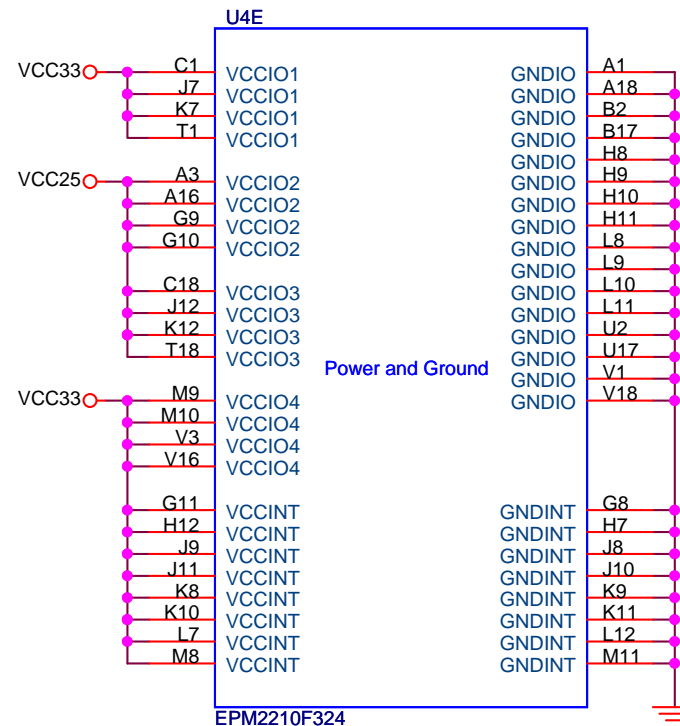 U4E
VCC33 C1 VCCIO1 GNDIO A1
J7 VCCIO1 GNDIO A18
K7 VCCIO1 GNDIO B2
T1 VCCIO1 GNDIO B17
GNDIO H8
VCC25 A3 VCCIO2 GNDIO H9
A16 VCCIO2 GNDIO H10
G9 VCCIO2 GNDIO H11
G10 VCCIO2 GNDIO L8
GNDIO L9
C18 VCCIO3 GNDIO L10
J12 VCCIO3 GNDIO L11
K12 VCCIO3 GNDIO U2
T18 VCCIO3 GNDIO U17
Power and Ground
GNDIO V1
VCC33 M9 VCCIO4 GNDIO V18
M10 VCCIO4
V3 VCCIO4
V16 VCCIO4
G11 VCCINT GNDINT G8
H12 VCCINT GNDINT H7
J9 VCCINT GNDINT J8
J11 VCCINT GNDINT J10
K8 VCCINT GNDINT K9
K10 VCCINT GNDINT K11
L7 VCCINT GNDINT L12
M8 VCCINT GNDINT M11
EPM2210F324